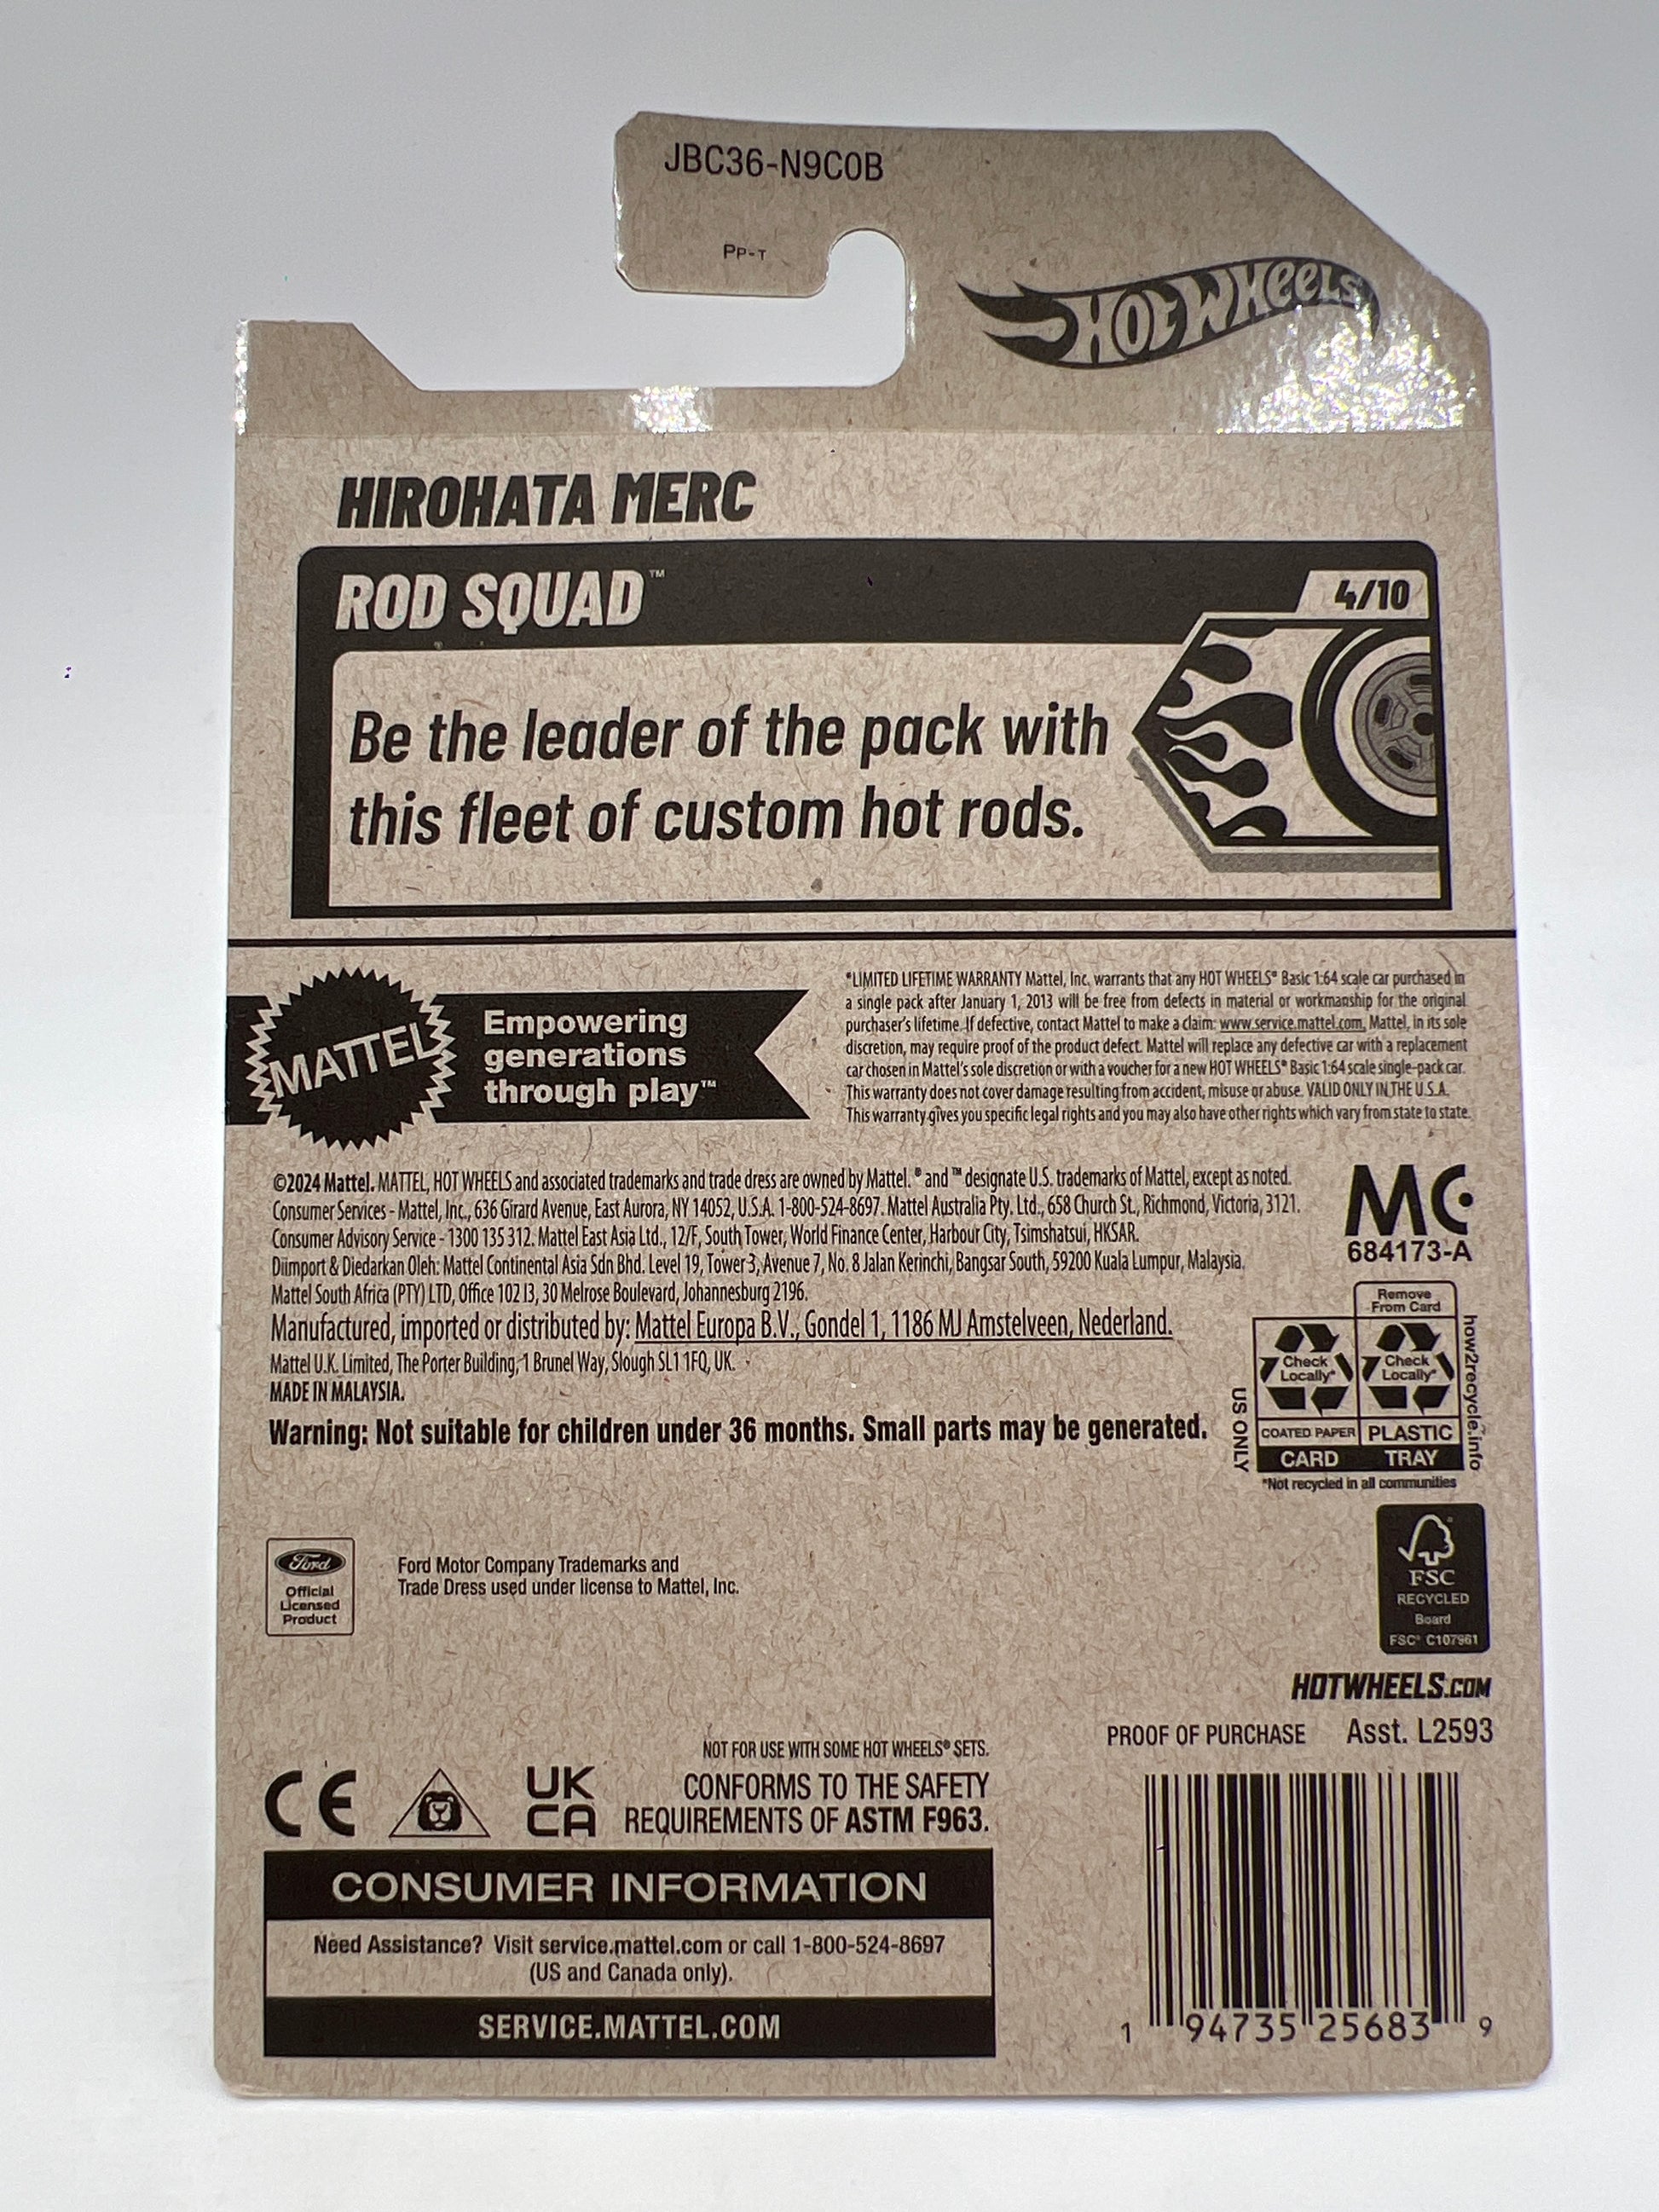 JBC36-N9C0B
PP-T
HOT WHEELS
HIROHATA MERC
ROD SQUAD™
4/10
Be the leader of the pack with
this fleet of custom hot rods.
MATTEL
Empowering
generations
through play™
*LIMITED LIFETIME WARRANTY Mattel, Inc. warrants that any HOT WHEELS® Basic 1:64 scale car purchased in
a single pack after January 1, 2013 will be free from defects in material or workmanship for the original
purchaser's lifetime. If defective, contact Mattel to make a claim: www.service.mattel.com. Mattel, in its sole
discretion, may require proof of the product defect. Mattel will replace any defective car with a replacement
car chosen in Mattel's sole discretion or with a voucher for a new HOT WHEELS® Basic 1:64 scale single-pack car.
This warranty does not cover damage resulting from accident, misuse or abuse. VALID ONLY IN THE U.S.A.
This warranty gives you specific legal rights and you may also have other rights which vary from state to state.
©2024 Mattel. MATTEL, HOT WHEELS and associated trademarks and trade dress are owned by Mattel. ® and ™ designate U.S. trademarks of Mattel, except as noted.
Consumer Services - Mattel, Inc., 636 Girard Avenue, East Aurora, NY 14052, U.S.A. 1-800-524-8697. Mattel Australia Pty. Ltd., 658 Church St., Richmond, Victoria, 3121.
Consumer Advisory Service - 1300 135 312. Mattel East Asia Ltd., 12/F, South Tower, World Finance Center, Harbour City, Tsimshatsui, HKSAR.
Diimport & Diedarkan Oleh: Mattel Continental Asia Sdn Bhd. Level 19, Tower 3, Avenue 7, No. 8 Jalan Kerinchi, Bangsar South, 59200 Kuala Lumpur, Malaysia.
Mattel South Africa (PTY) LTD, Office 102 I3, 30 Melrose Boulevard, Johannesburg 2196.
Manufactured, imported or distributed by: Mattel Europa B.V., Gondel 1, 1186 MJ Amstelveen, Nederland.
Mattel U.K. Limited, The Porter Building, 1 Brunel Way, Slough SL1 1FQ, UK.
MADE IN MALAYSIA.
Warning: Not suitable for children under 36 months. Small parts may be generated.
MC
684173-A
Remove
From Card
Check
Locally*
Check
Locally*
COATED PAPER
PLASTIC
CARD
TRAY
US ONLY
how2recycle.info
*Not recycled in all communities
Ford
Official
Licensed
Product
Ford Motor Company Trademarks and
Trade Dress used under license to Mattel, Inc.
FSC
RECYCLED
Board
FSC® C107961
HOTWHEELS.COM
PROOF OF PURCHASE Asst. L2593
NOT FOR USE WITH SOME HOT WHEELS® SETS.
CE
UK
CA
CONFORMS TO THE SAFETY
REQUIREMENTS OF ASTM F963.
CONSUMER INFORMATION
Need Assistance? Visit service.mattel.com or call 1-800-524-8697
(US and Canada only).
SERVICE.MATTEL.COM
1 94735 25683 9